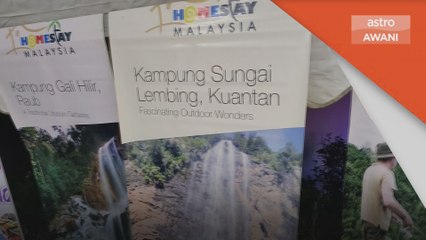 HOMESTAY
MALAYSIA
Kampung Gali Hilir,
Raub
HOMESTAY
MALAYSIA
Kampung Sungai
Lembing, Kuantan
Fascinating Outdoor Wonders
astro
AWANI